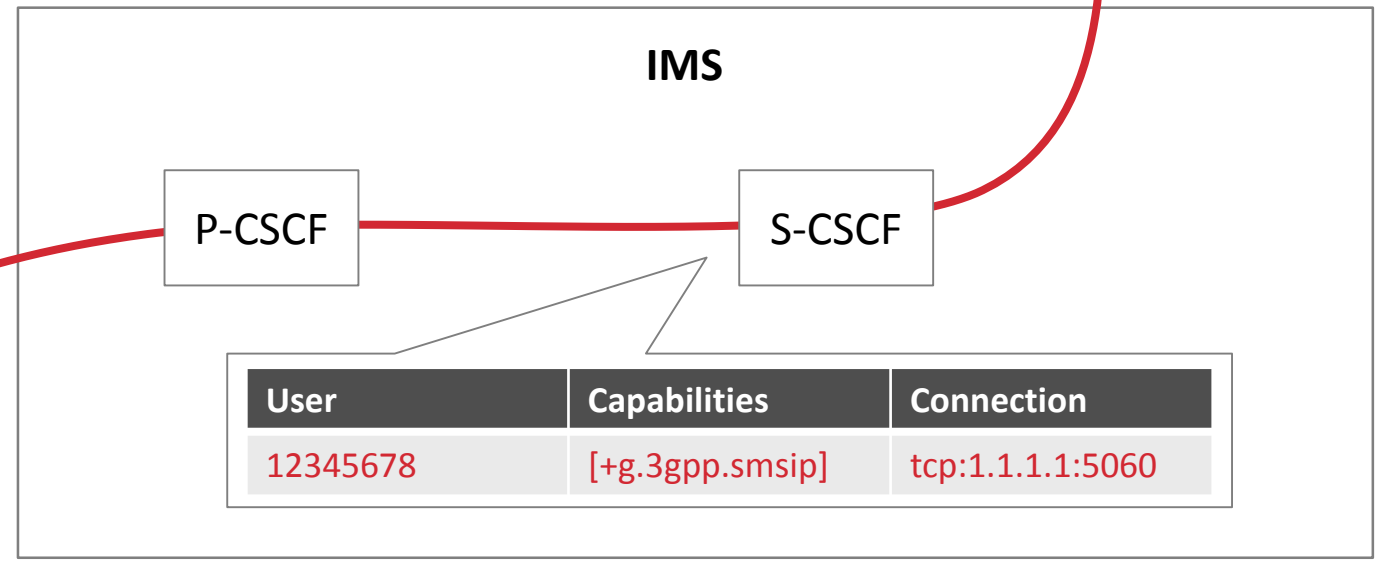 IMS
P-CSCF
S-CSCF
User Capabilities Connection
12345678 [+g.3gpp.smsip] tcp:1.1.1.1:5060